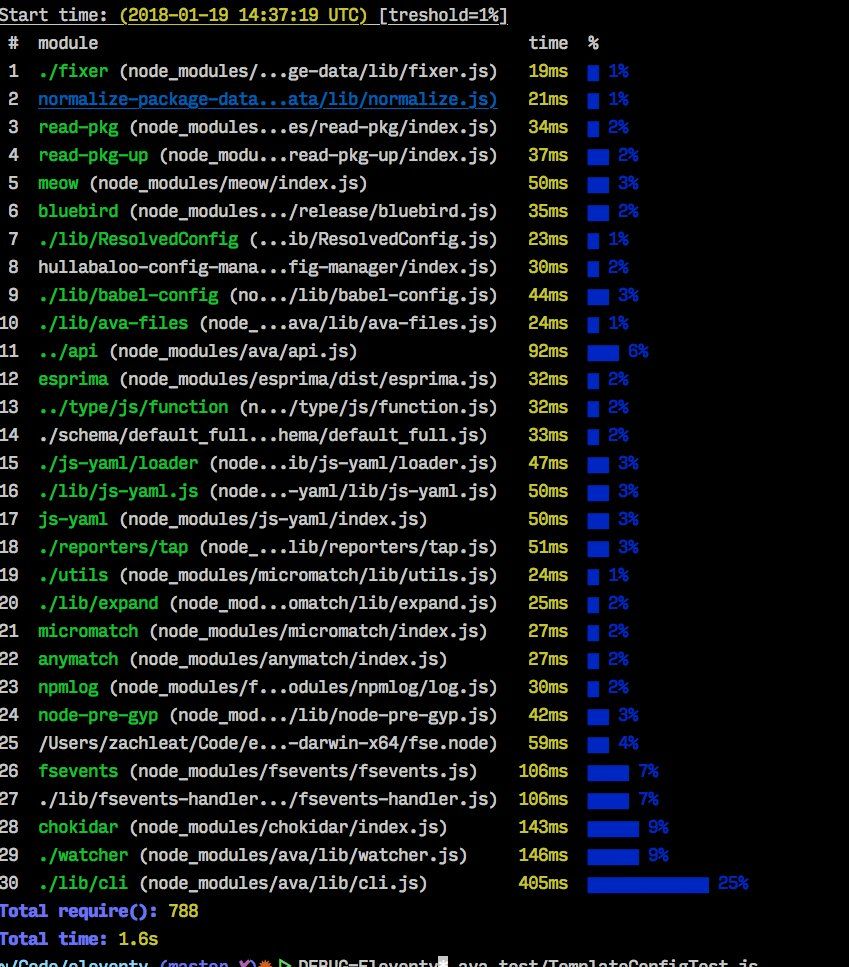 Start time: (2018-01-19 14:37:19 UTC) [treshold=1%]
# module time %
1 ./fixer (node_modules/...ge-data/lib/fixer.js) 19ms 1%
2 normalize-package-data...ata/lib/normalize.js) 21ms 1%
3 read-pkg (node_modules...es/read-pkg/index.js) 34ms 2%
4 read-pkg-up (node_modu...read-pkg-up/index.js) 37ms 2%
5 meow (node_modules/meow/index.js) 50ms 3%
6 bluebird (node_modules.../release/bluebird.js) 35ms 2%
7 ./lib/ResolvedConfig (...ib/ResolvedConfig.js) 23ms 1%
8 hullabaloo-config-mana...fig-manager/index.js) 30ms 2%
9 ./lib/babel-config (no.../lib/babel-config.js) 44ms 3%
10 ./lib/ava-files (node_...ava/lib/ava-files.js) 24ms 1%
11 ../api (node_modules/ava/api.js) 92ms 6%
12 esprima (node_modules/esprima/dist/esprima.js) 32ms 2%
13 ../type/js/function (n.../type/js/function.js) 32ms 2%
14 ./schema/default_full...hema/default_full.js) 33ms 2%
15 ./js-yaml/loader (node...ib/js-yaml/loader.js) 47ms 3%
16 ./lib/js-yaml.js (node...-yaml/lib/js-yaml.js) 50ms 3%
17 js-yaml (node_modules/js-yaml/index.js) 50ms 3%
18 ./reporters/tap (node_...lib/reporters/tap.js) 51ms 3%
19 ./utils (node_modules/micromatch/lib/utils.js) 24ms 1%
20 ./lib/expand (node_mod...omatch/lib/expand.js) 25ms 2%
21 micromatch (node_modules/micromatch/index.js) 27ms 2%
22 anymatch (node_modules/anymatch/index.js) 27ms 2%
23 npmlog (node_modules/f...odules/npmlog/log.js) 30ms 2%
24 node-pre-gyp (node_mod.../lib/node-pre-gyp.js) 42ms 3%
25 /Users/zachleat/Code/e...-darwin-x64/fse.node) 59ms 4%
26 fsevents (node_modules/fsevents/fsevents.js) 106ms 7%
27 ./lib/fsevents-handler.../fsevents-handler.js) 106ms 7%
28 chokidar (node_modules/chokidar/index.js) 143ms 9%
29 ./watcher (node_modules/ava/lib/watcher.js) 146ms 9%
30 ./lib/cli (node_modules/ava/lib/cli.js) 405ms 25%
Total require(): 788
Total time: 1.6s
~/Code/eleventy (master DEBUG=Eleventy* ava test/TemplateConfigTest.js